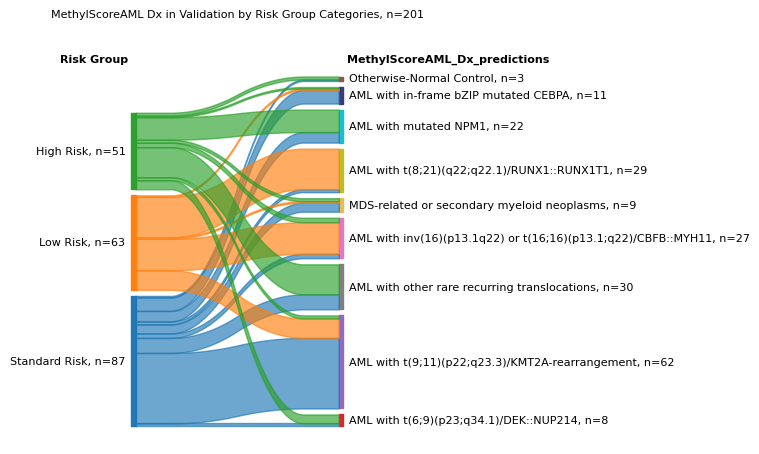 MethylScoreAML Dx in Validation by Risk Group Categories, n=201
Risk Group
MethylScoreAML_Dx_predictions
Otherwise-Normal Control, n=3
AML with in-frame bZIP mutated CEBPA, n=11
AML with mutated NPM1, n=22
High Risk, n=51
AML with t(8;21)(q22;q22.1)/RUNX1::RUNX1T1, n=29
MDS-related or secondary myeloid neoplasms, n=9
Low Risk, n=63
AML with inv(16)(p13.1q22) or t(16;16)(p13.1;q22)/CBFB::MYH11, n=27
AML with other rare recurring translocations, n=30
Standard Risk, n=87
AML with t(9;11)(p22;q23.3)/KMT2A-rearrangement, n=62
AML with t(6;9)(p23;q34.1)/DEK::NUP214, n=8